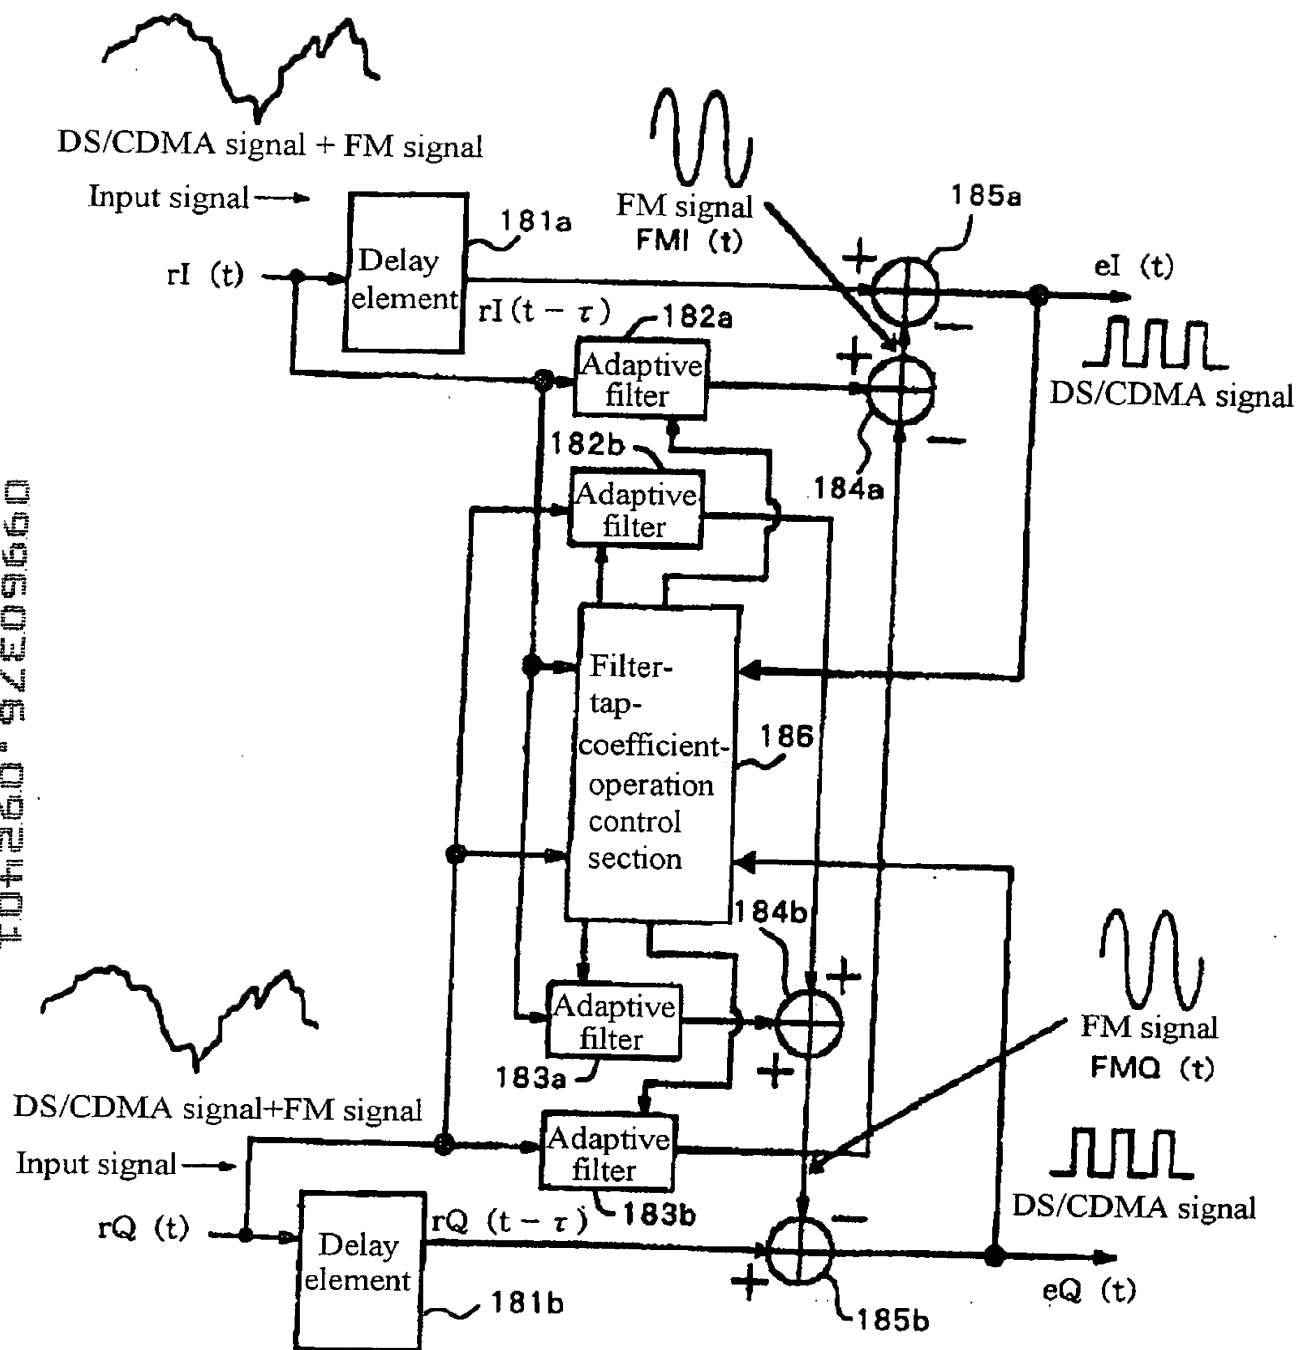 DS/CDMA signal + FM signal
Input signal
rI (t)
Delay
element
181a
rI (t - τ)
FM signal
FMI (t)
185a
+
−
eI (t)
DS/CDMA signal
182a
Adaptive
filter
+
−
184a
182b
Adaptive
filter
Filter-
tap-
coefficient-
operation
control
section
186
184b
+
+
Adaptive
filter
183a
FM signal
FMQ (t)
DS/CDMA signal+FM signal
Input signal
rQ (t)
Adaptive
filter
183b
Delay
element
181b
rQ (t - τ)
−
+
185b
DS/CDMA signal
eQ (t)